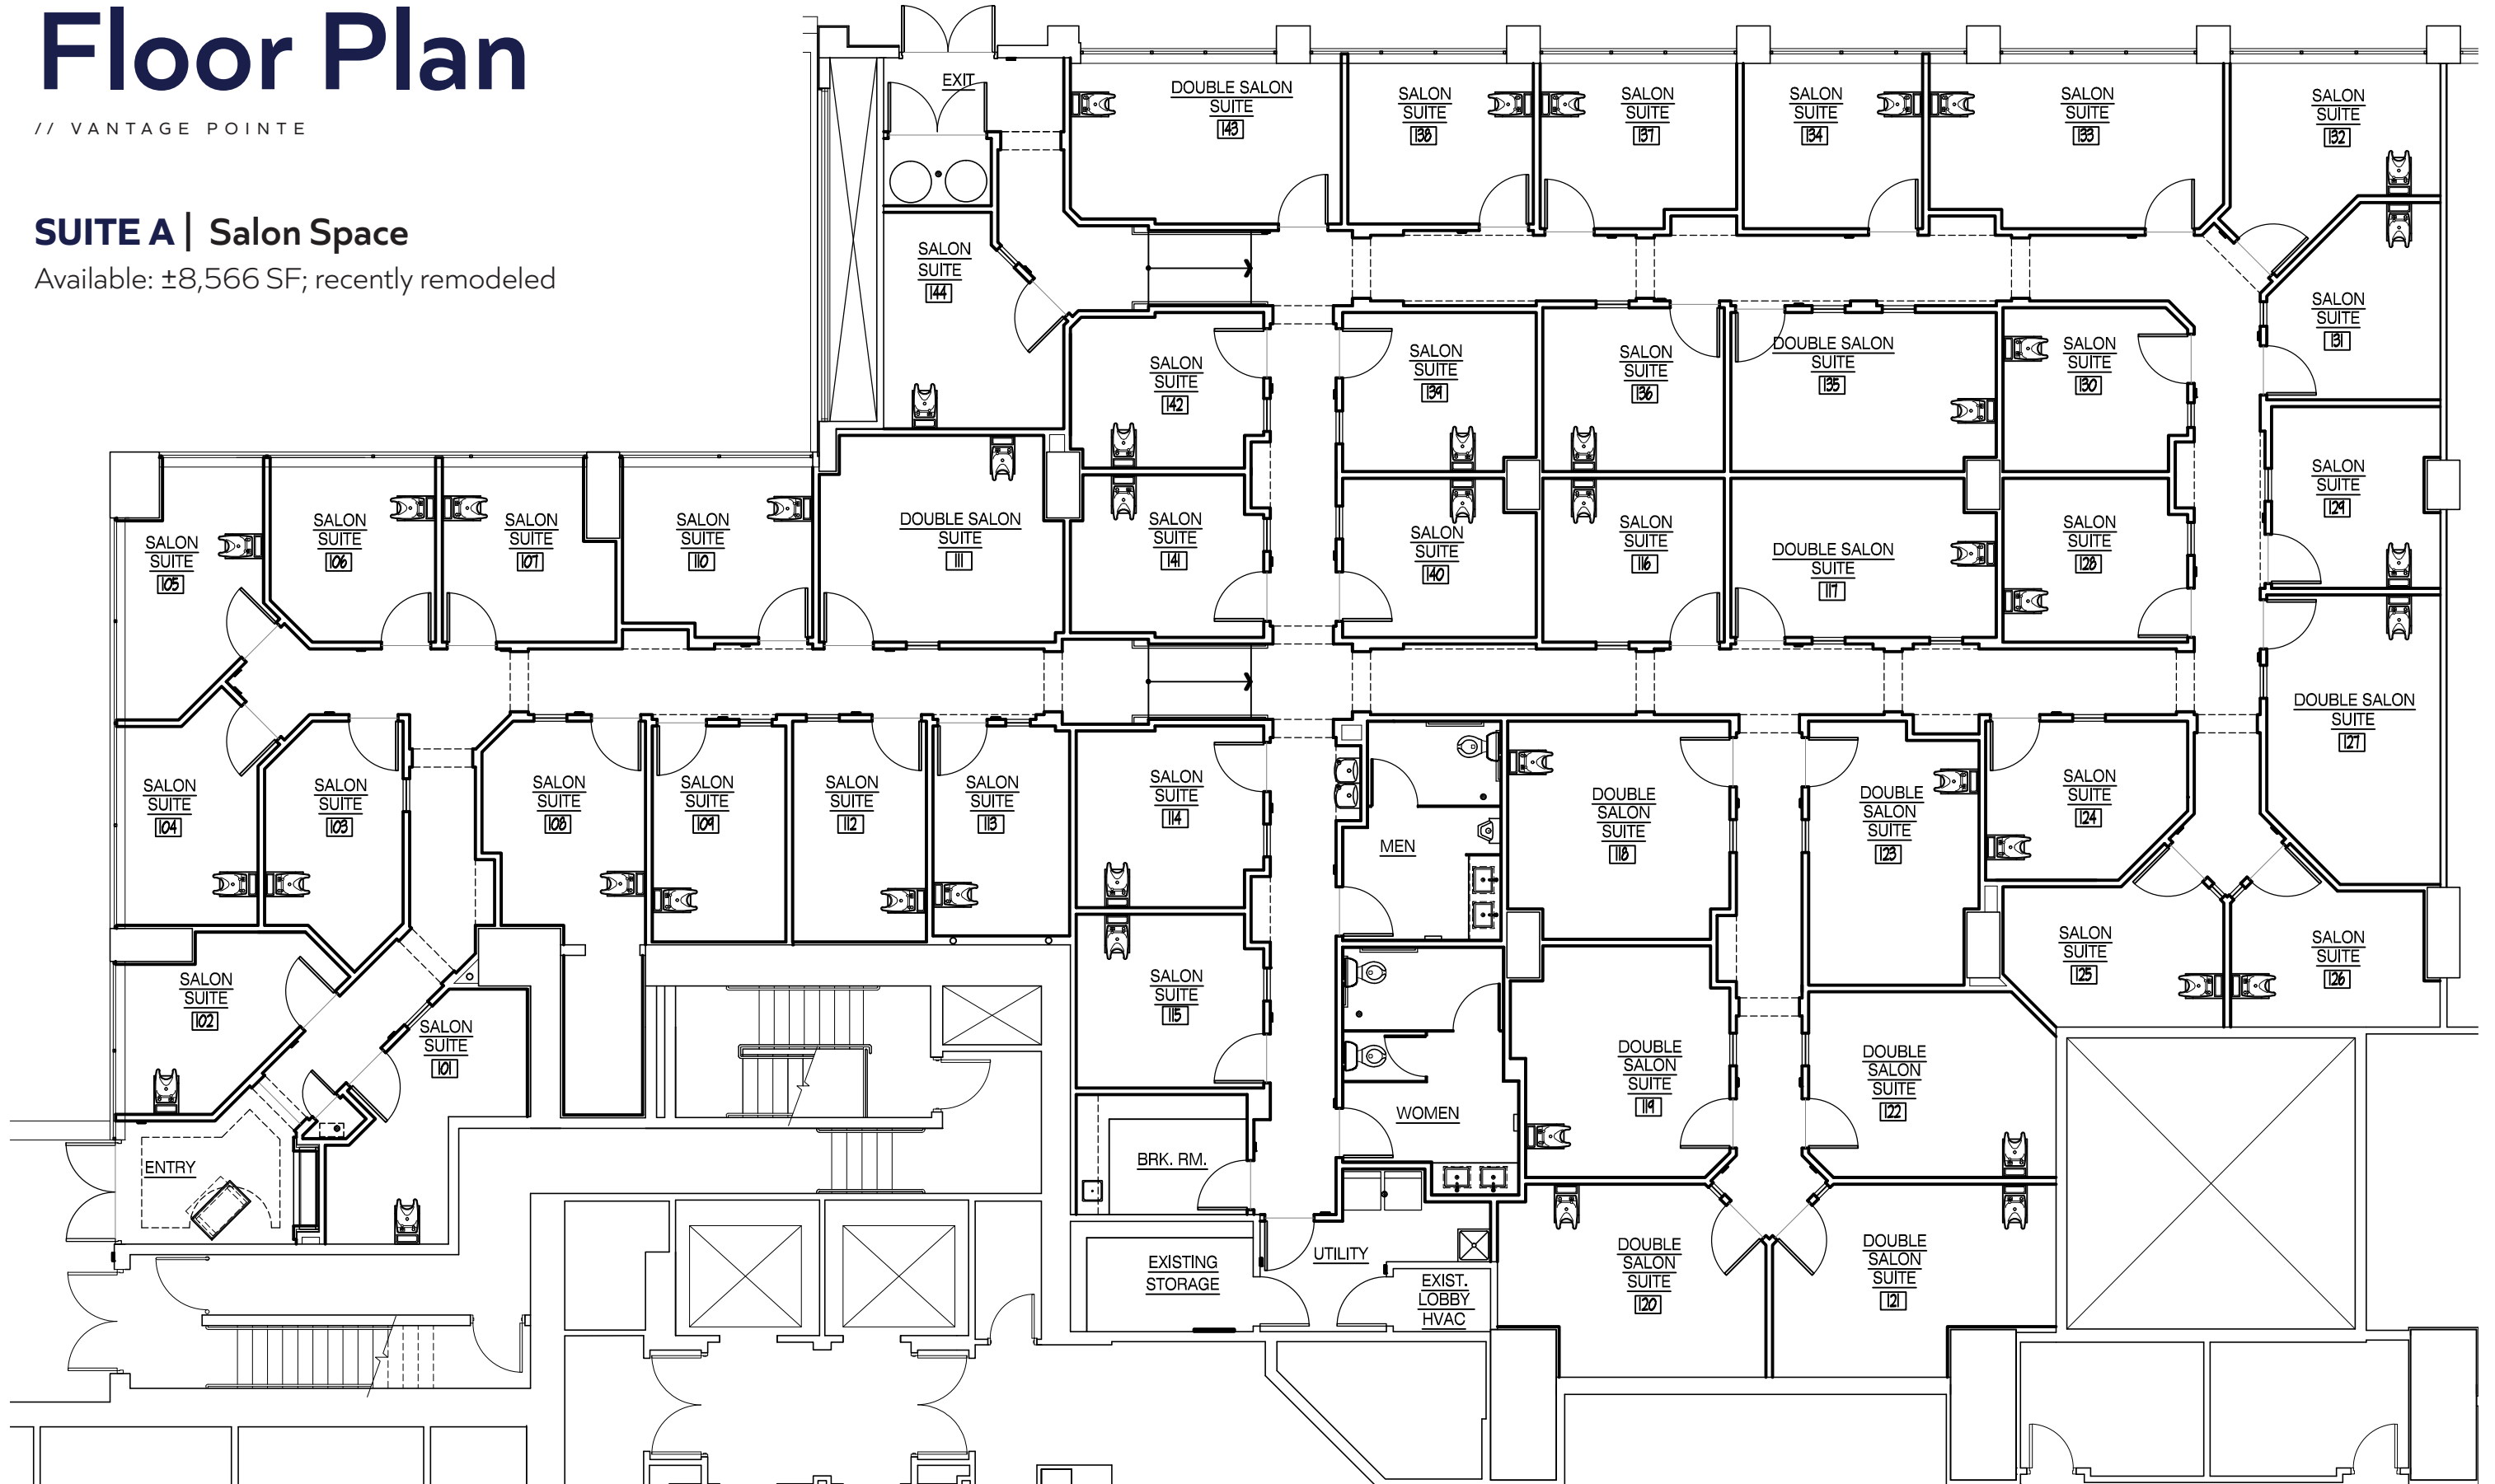 Floor Plan
// VANTAGE POINTE
SUITE A | Salon Space
Available: ±8,566 SF; recently remodeled
EXIT
DOUBLE SALON
SUITE
143
SALON
SUITE
138
SALON
SUITE
137
SALON
SUITE
134
SALON
SUITE
133
SALON
SUITE
132
SALON
SUITE
144
SALON
SUITE
142
SALON
SUITE
139
SALON
SUITE
136
DOUBLE SALON
SUITE
135
SALON
SUITE
130
SALON
SUITE
131
SALON
SUITE
105
SALON
SUITE
106
SALON
SUITE
107
SALON
SUITE
110
DOUBLE SALON
SUITE
111
SALON
SUITE
141
SALON
SUITE
140
SALON
SUITE
116
DOUBLE SALON
SUITE
117
SALON
SUITE
128
SALON
SUITE
129
SALON
SUITE
104
SALON
SUITE
103
SALON
SUITE
108
SALON
SUITE
109
SALON
SUITE
112
SALON
SUITE
113
SALON
SUITE
114
MEN
DOUBLE
SALON
SUITE
118
DOUBLE
SALON
SUITE
123
SALON
SUITE
124
DOUBLE SALON
SUITE
127
SALON
SUITE
102
SALON
SUITE
101
SALON
SUITE
115
WOMEN
DOUBLE
SALON
SUITE
119
DOUBLE
SALON
SUITE
122
SALON
SUITE
125
SALON
SUITE
126
ENTRY
BRK. RM.
EXISTING
STORAGE
UTILITY
EXIST.
LOBBY
HVAC
DOUBLE
SALON
SUITE
120
DOUBLE
SALON
SUITE
121